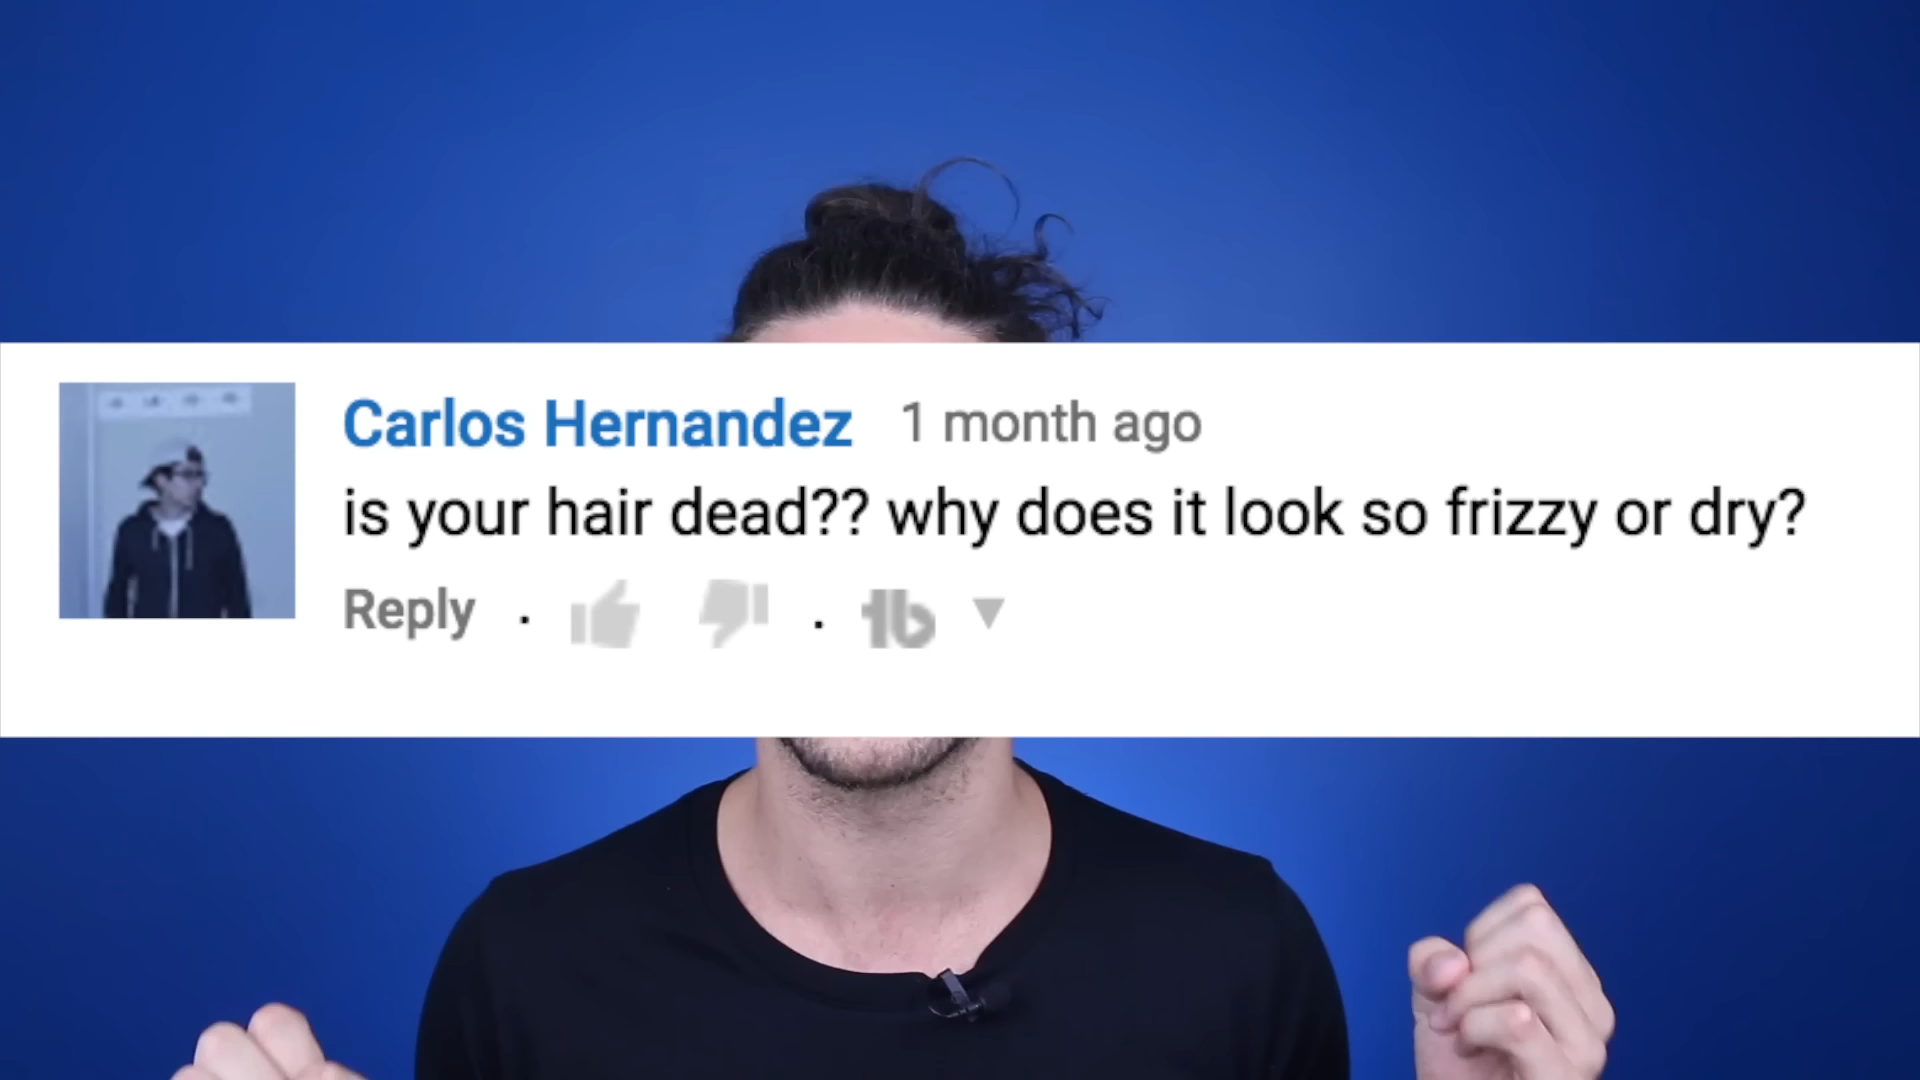 Carlos Hernandez 1 month ago
is your hair dead?? why does it look so frizzy or dry?
Reply